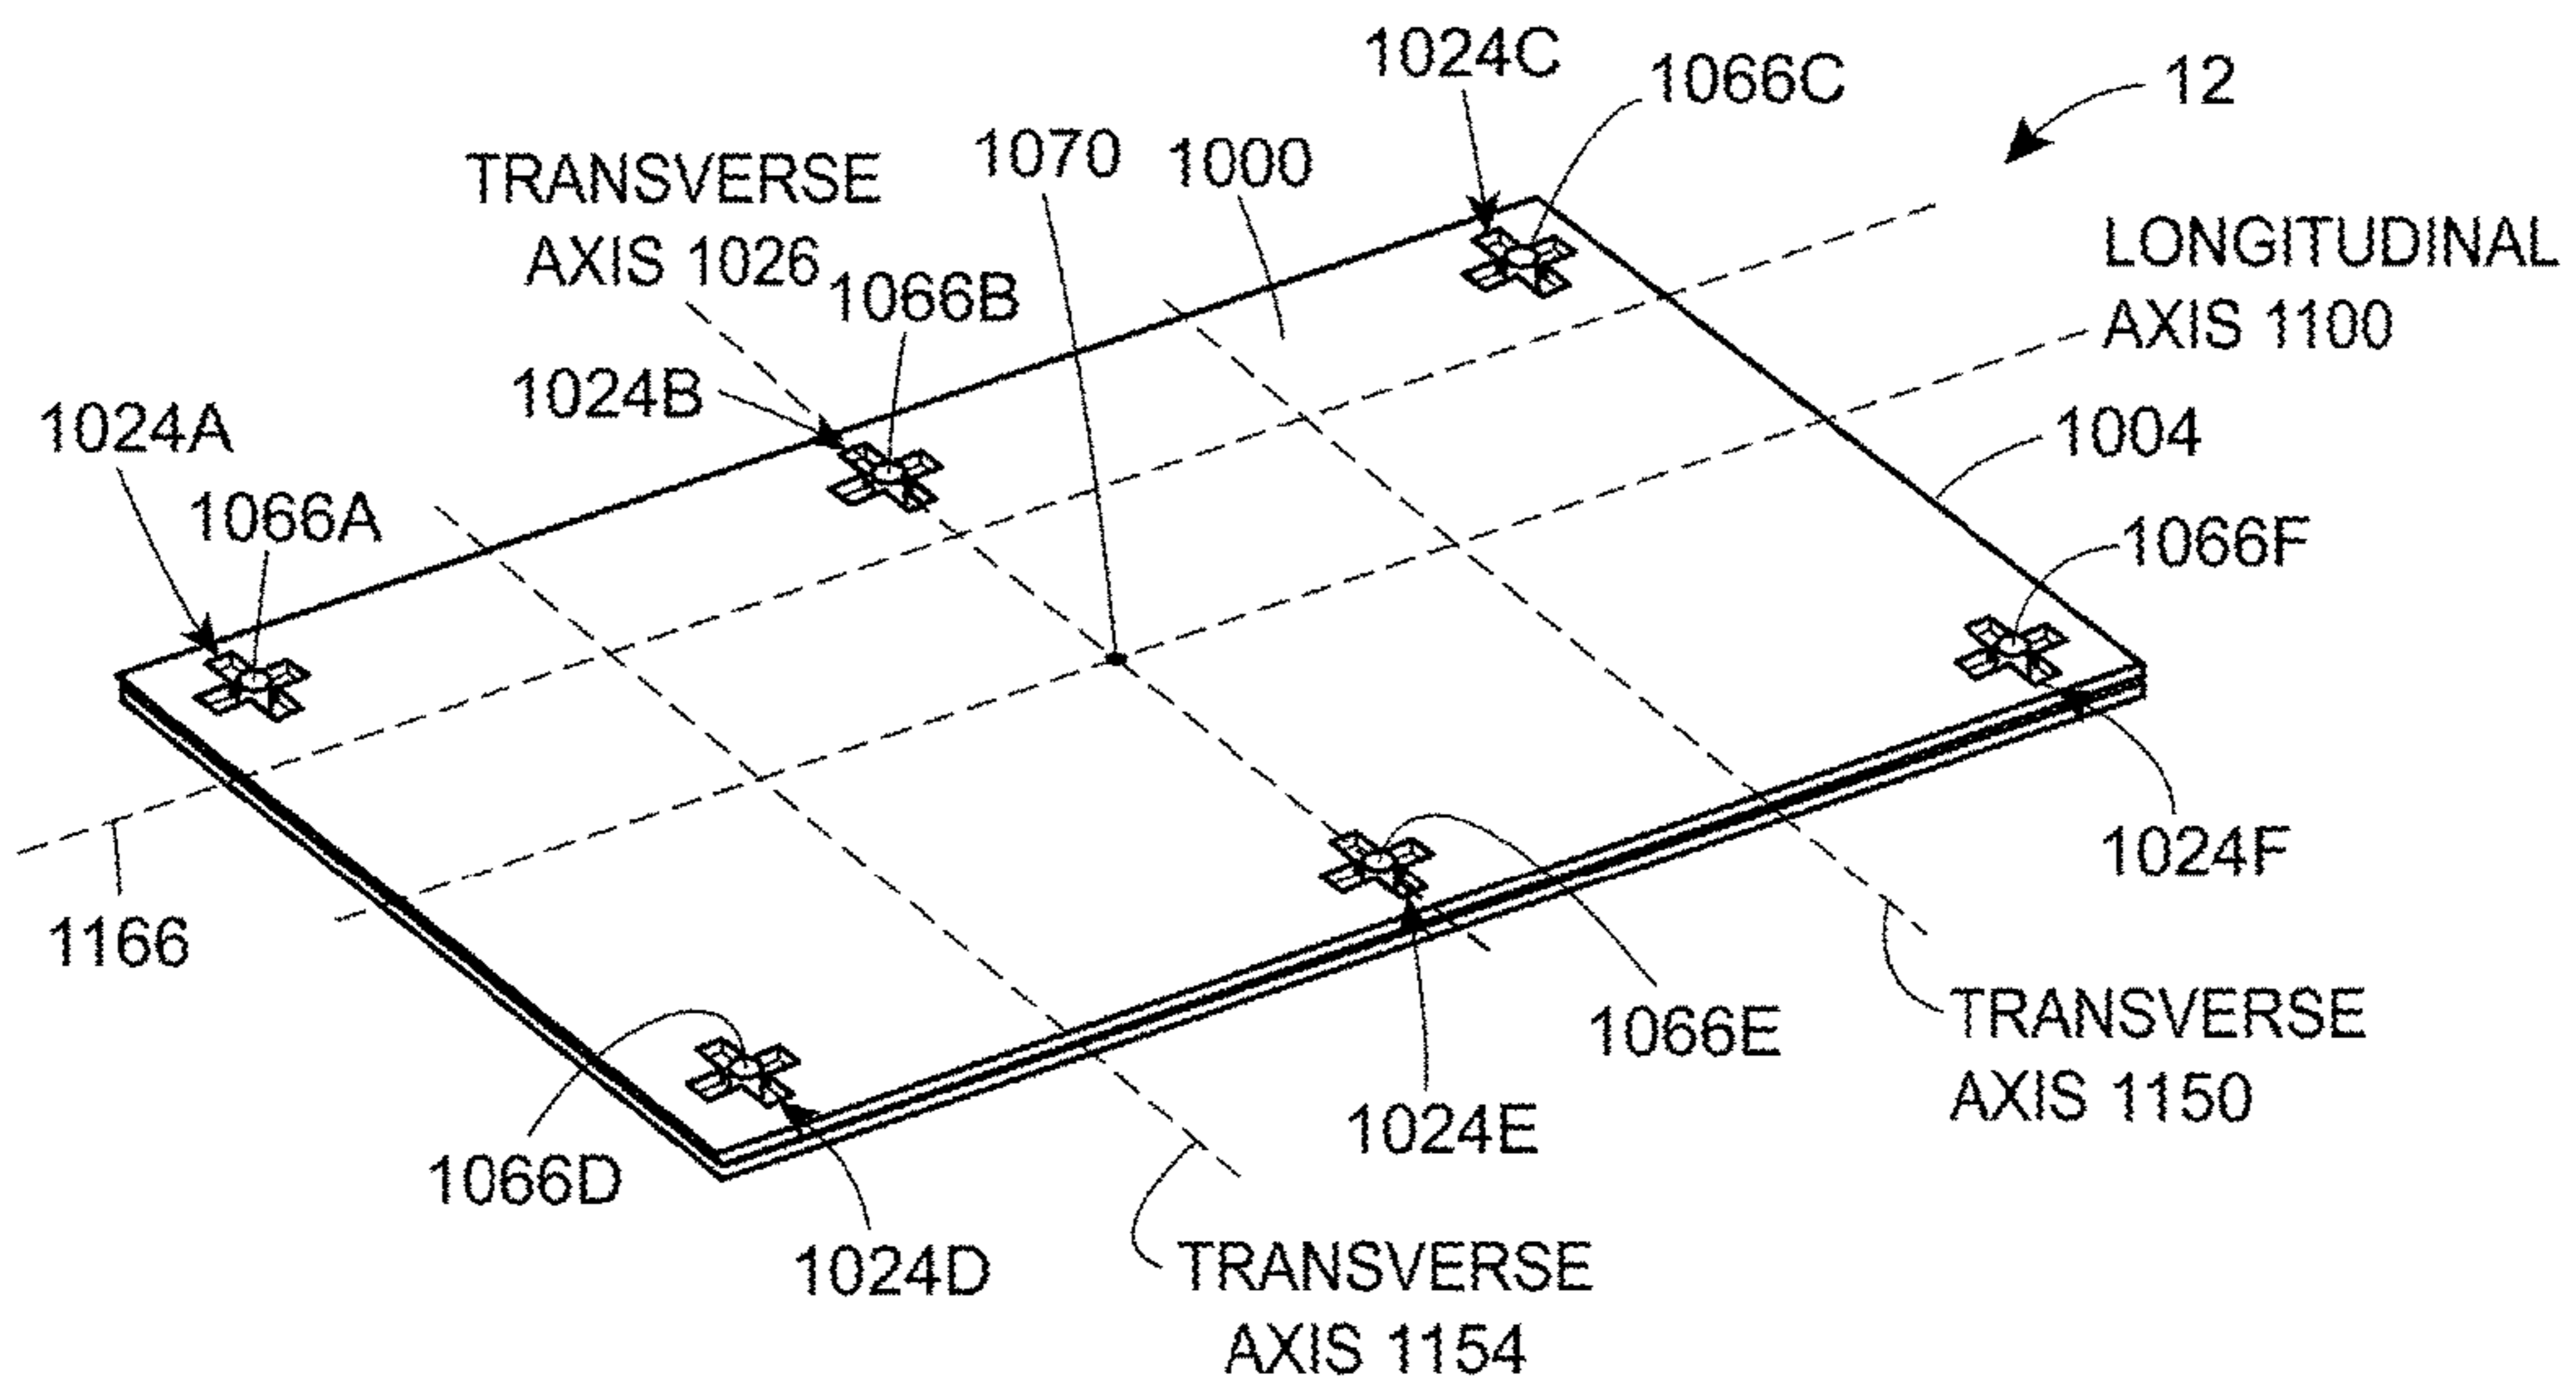 1024C
1066C
12
TRANSVERSE
AXIS 1026
1070
1000
LONGITUDINAL
AXIS 1100
1066B
1024B
1024A
1004
1066A
1066F
1024F
1166
1066E
TRANSVERSE
AXIS 1150
1024E
1066D
1024D
TRANSVERSE
AXIS 1154